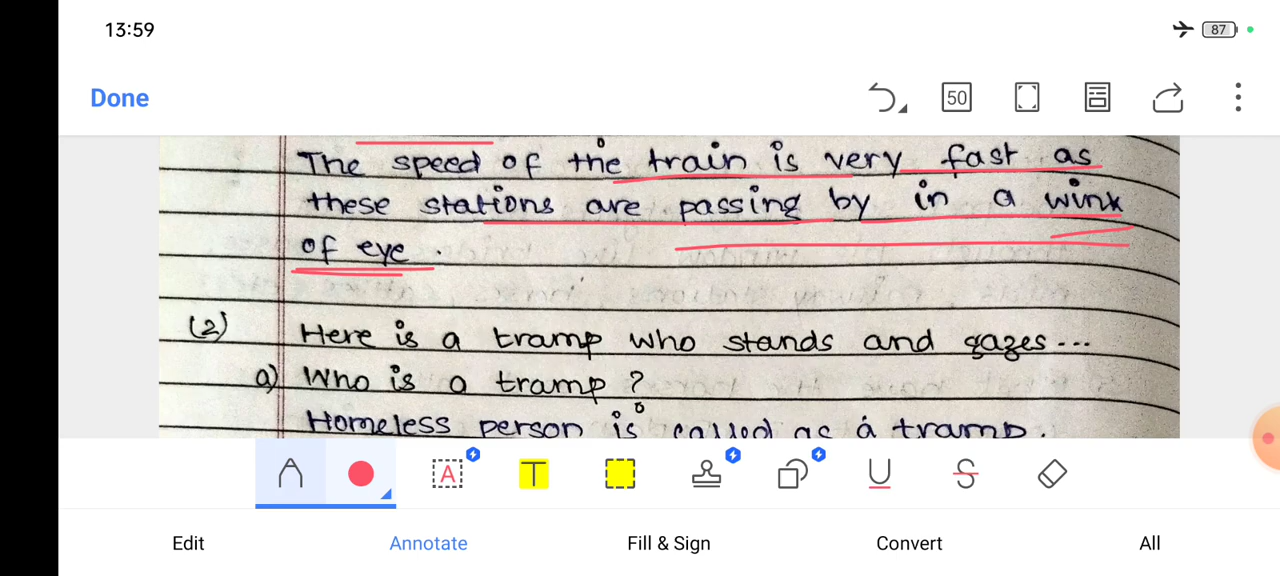 13:59
87
Done
50
The speed of the train is very fast as
these stations are passing by in a wink
of eye.
(2) Here is a tramp who stands and gazes...
a) Who is a tramp?
Homeless person is called as a tramp.
A
T
U
S
Edit
Annotate
Fill & Sign
Convert
All